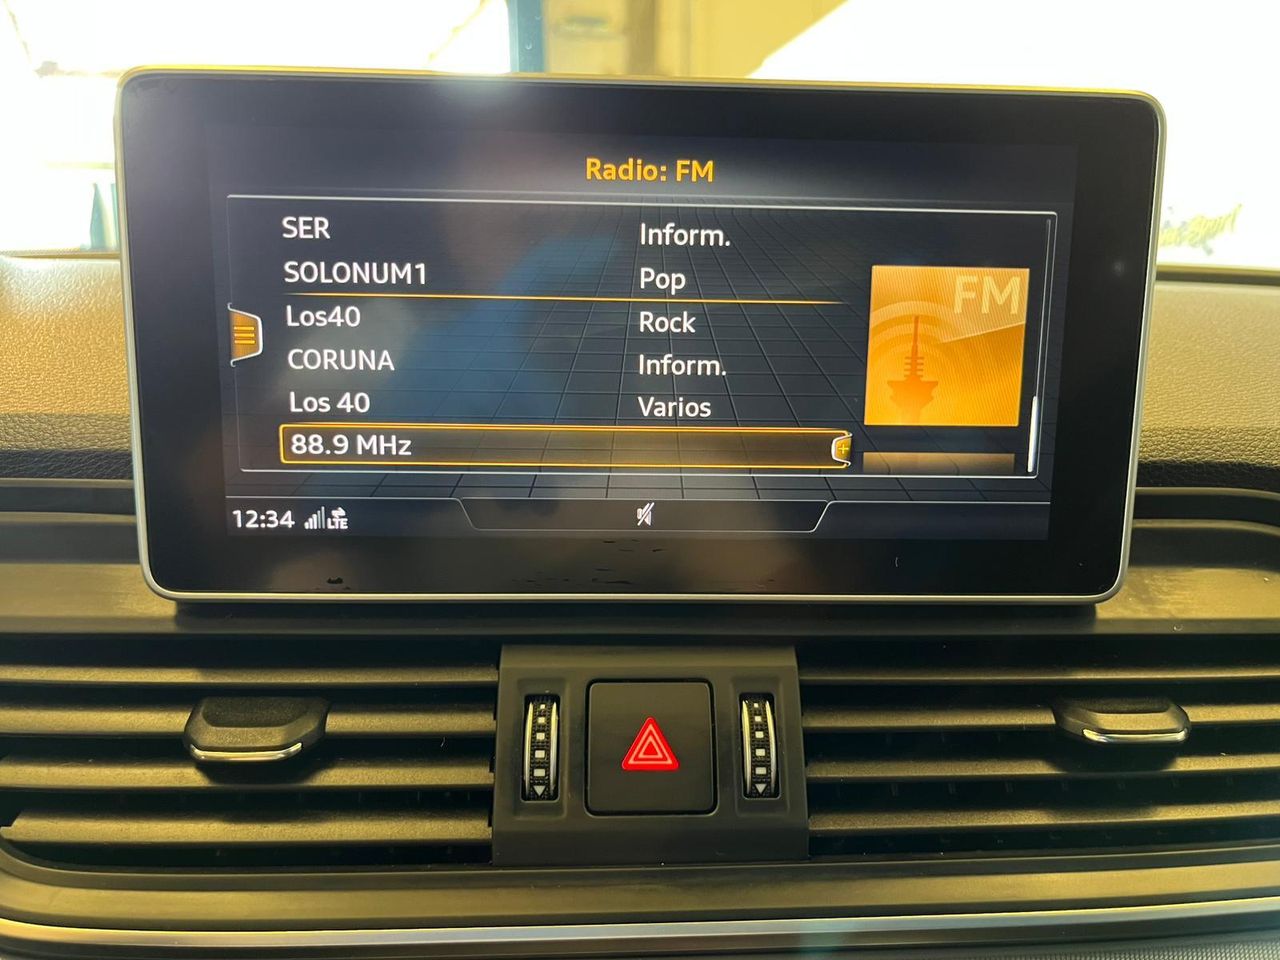 Radio: FM
SER Inform.
SOLONUM1 Pop
Los40 Rock
CORUNA Inform.
Los 40 Varios
88.9 MHz
FM
12:34 LTE